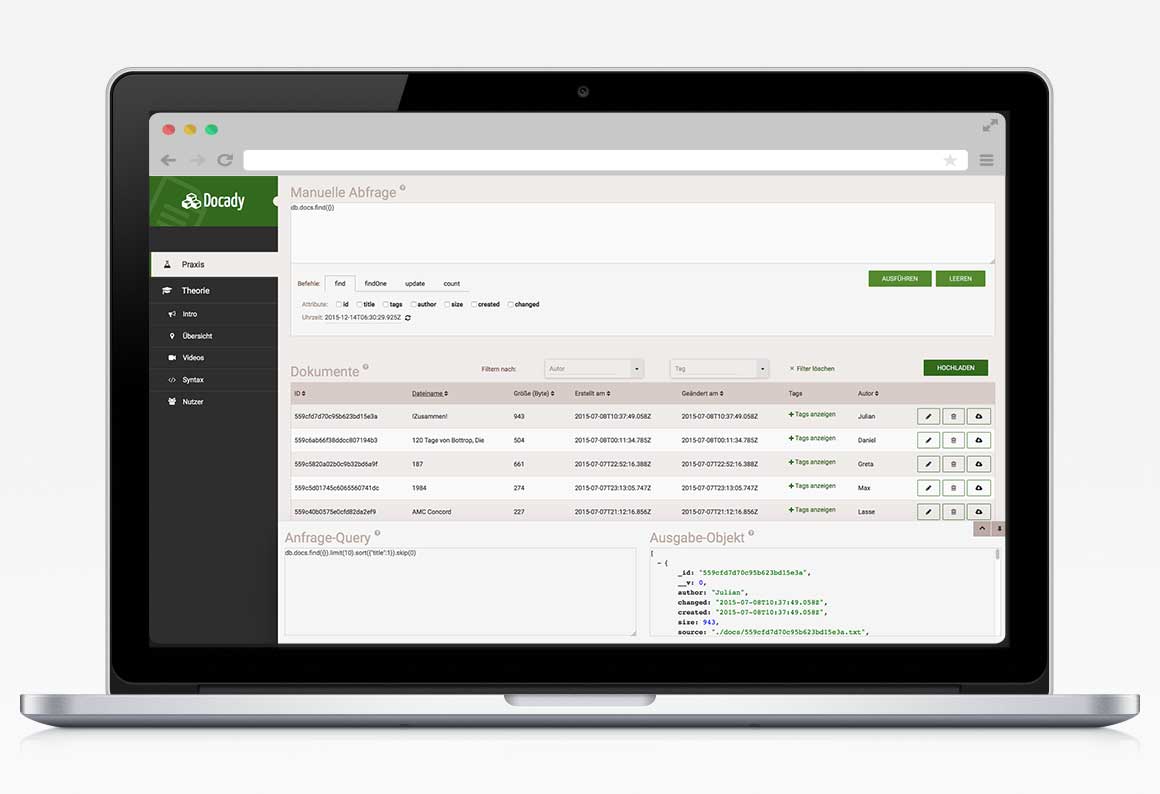 Docady
Praxis
Theorie
Intro
Übersicht
Videos
Syntax
Nutzer
Manuelle Abfrage
db.docs.find({})
Befehle: find findOne update count
AUSFÜHREN LEEREN
Attribute: id title tags author size created changed
Uhrzeit: 2015-12-14T06:30:29.925Z
Dokumente Filtern nach: Autor Tag × Filter löschen HOCHLADEN
ID Dateiname Größe (Byte) Erstellt am Geändert am Tags Autor
559cfd7d70c95b623bd15e3a !Zusammen! 943 2015-07-08T10:37:49.058Z 2015-07-08T10:37:49.058Z +Tags anzeigen Julian
559c6ab66f38ddcc807194b3 120 Tage von Bottrop, Die 504 2015-07-08T00:11:34.785Z 2015-07-08T00:11:34.785Z +Tags anzeigen Daniel
559c5820a02b0c9b32bd6a9f 187 661 2015-07-07T22:52:16.388Z 2015-07-07T22:52:16.388Z +Tags anzeigen Greta
559c5d01745c6065560741dc 1984 274 2015-07-07T23:13:05.747Z 2015-07-07T23:13:05.747Z +Tags anzeigen Max
559c40b0575e0cfd82da2ef9 AMC Concord 227 2015-07-07T21:12:16.856Z 2015-07-07T21:12:16.856Z +Tags anzeigen Lasse
Anfrage-Query
db.docs.find({}).limit(10).sort({"title":1}).skip(0)
Ausgabe-Objekt
[
- {
_id: "559cfd7d70c95b623bd15e3a",
__v: 0,
author: "Julian",
changed: "2015-07-08T10:37:49.058Z",
created: "2015-07-08T10:37:49.058Z",
size: 943,
source: "./docs/559cfd7d70c95b623bd15e3a.txt",